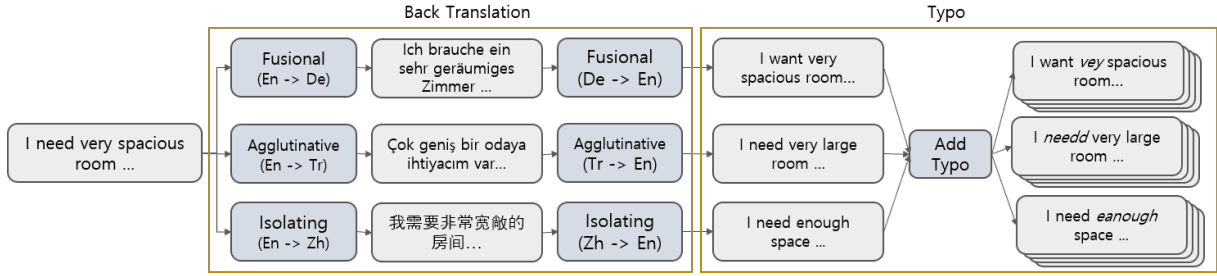 Back Translation
Typo
I need very spacious
room ...
Fusional
(En -> De)
Ich brauche ein
sehr geräumiges
Zimmer ...
Fusional
(De -> En)
I want very
spacious room...
I want vey spacious
room...
Agglutinative
(En -> Tr)
Çok geniş bir odaya
ihtiyacım var...
Agglutinative
(Tr -> En)
I need very large
room ...
Add
Typo
I needd very large
room ...
Isolating
(En -> Zh)
我需要非常宽敞的
房间...
Isolating
(Zh -> En)
I need enough
space ...
I need eanough
space ...